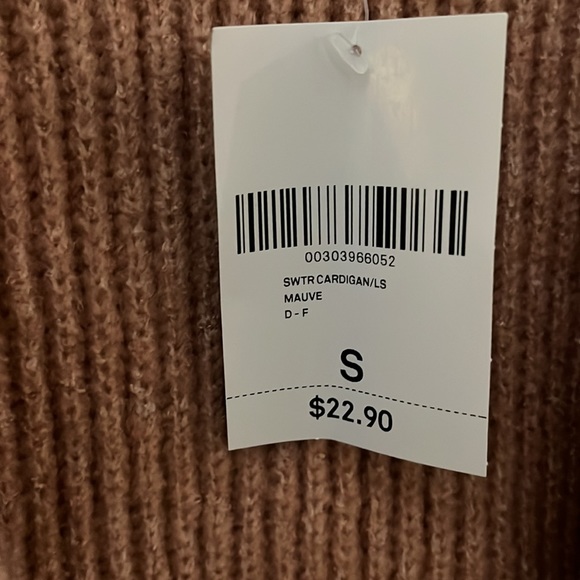 00303966052
SWTR CARDIGAN/LS
MAUVE
D - F
S
$22.90